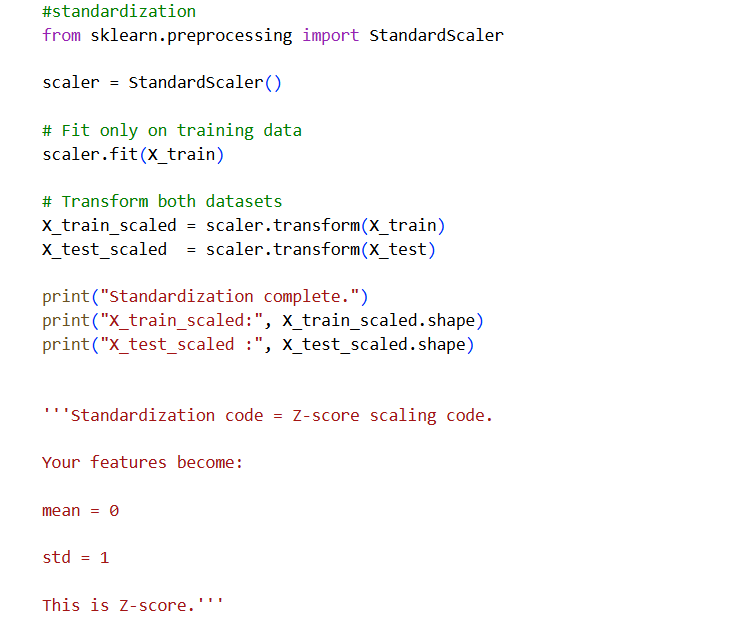 #standardization
from sklearn.preprocessing import StandardScaler
scaler = StandardScaler()
# Fit only on training data
scaler.fit(X_train)
# Transform both datasets
X_train_scaled = scaler.transform(X_train)
X_test_scaled  = scaler.transform(X_test)
print("Standardization complete.")
print("X_train_scaled:", X_train_scaled.shape)
print("X_test_scaled :", X_test_scaled.shape)
'''Standardization code = Z-score scaling code.
Your features become:
mean = 0
std = 1
This is Z-score.'''